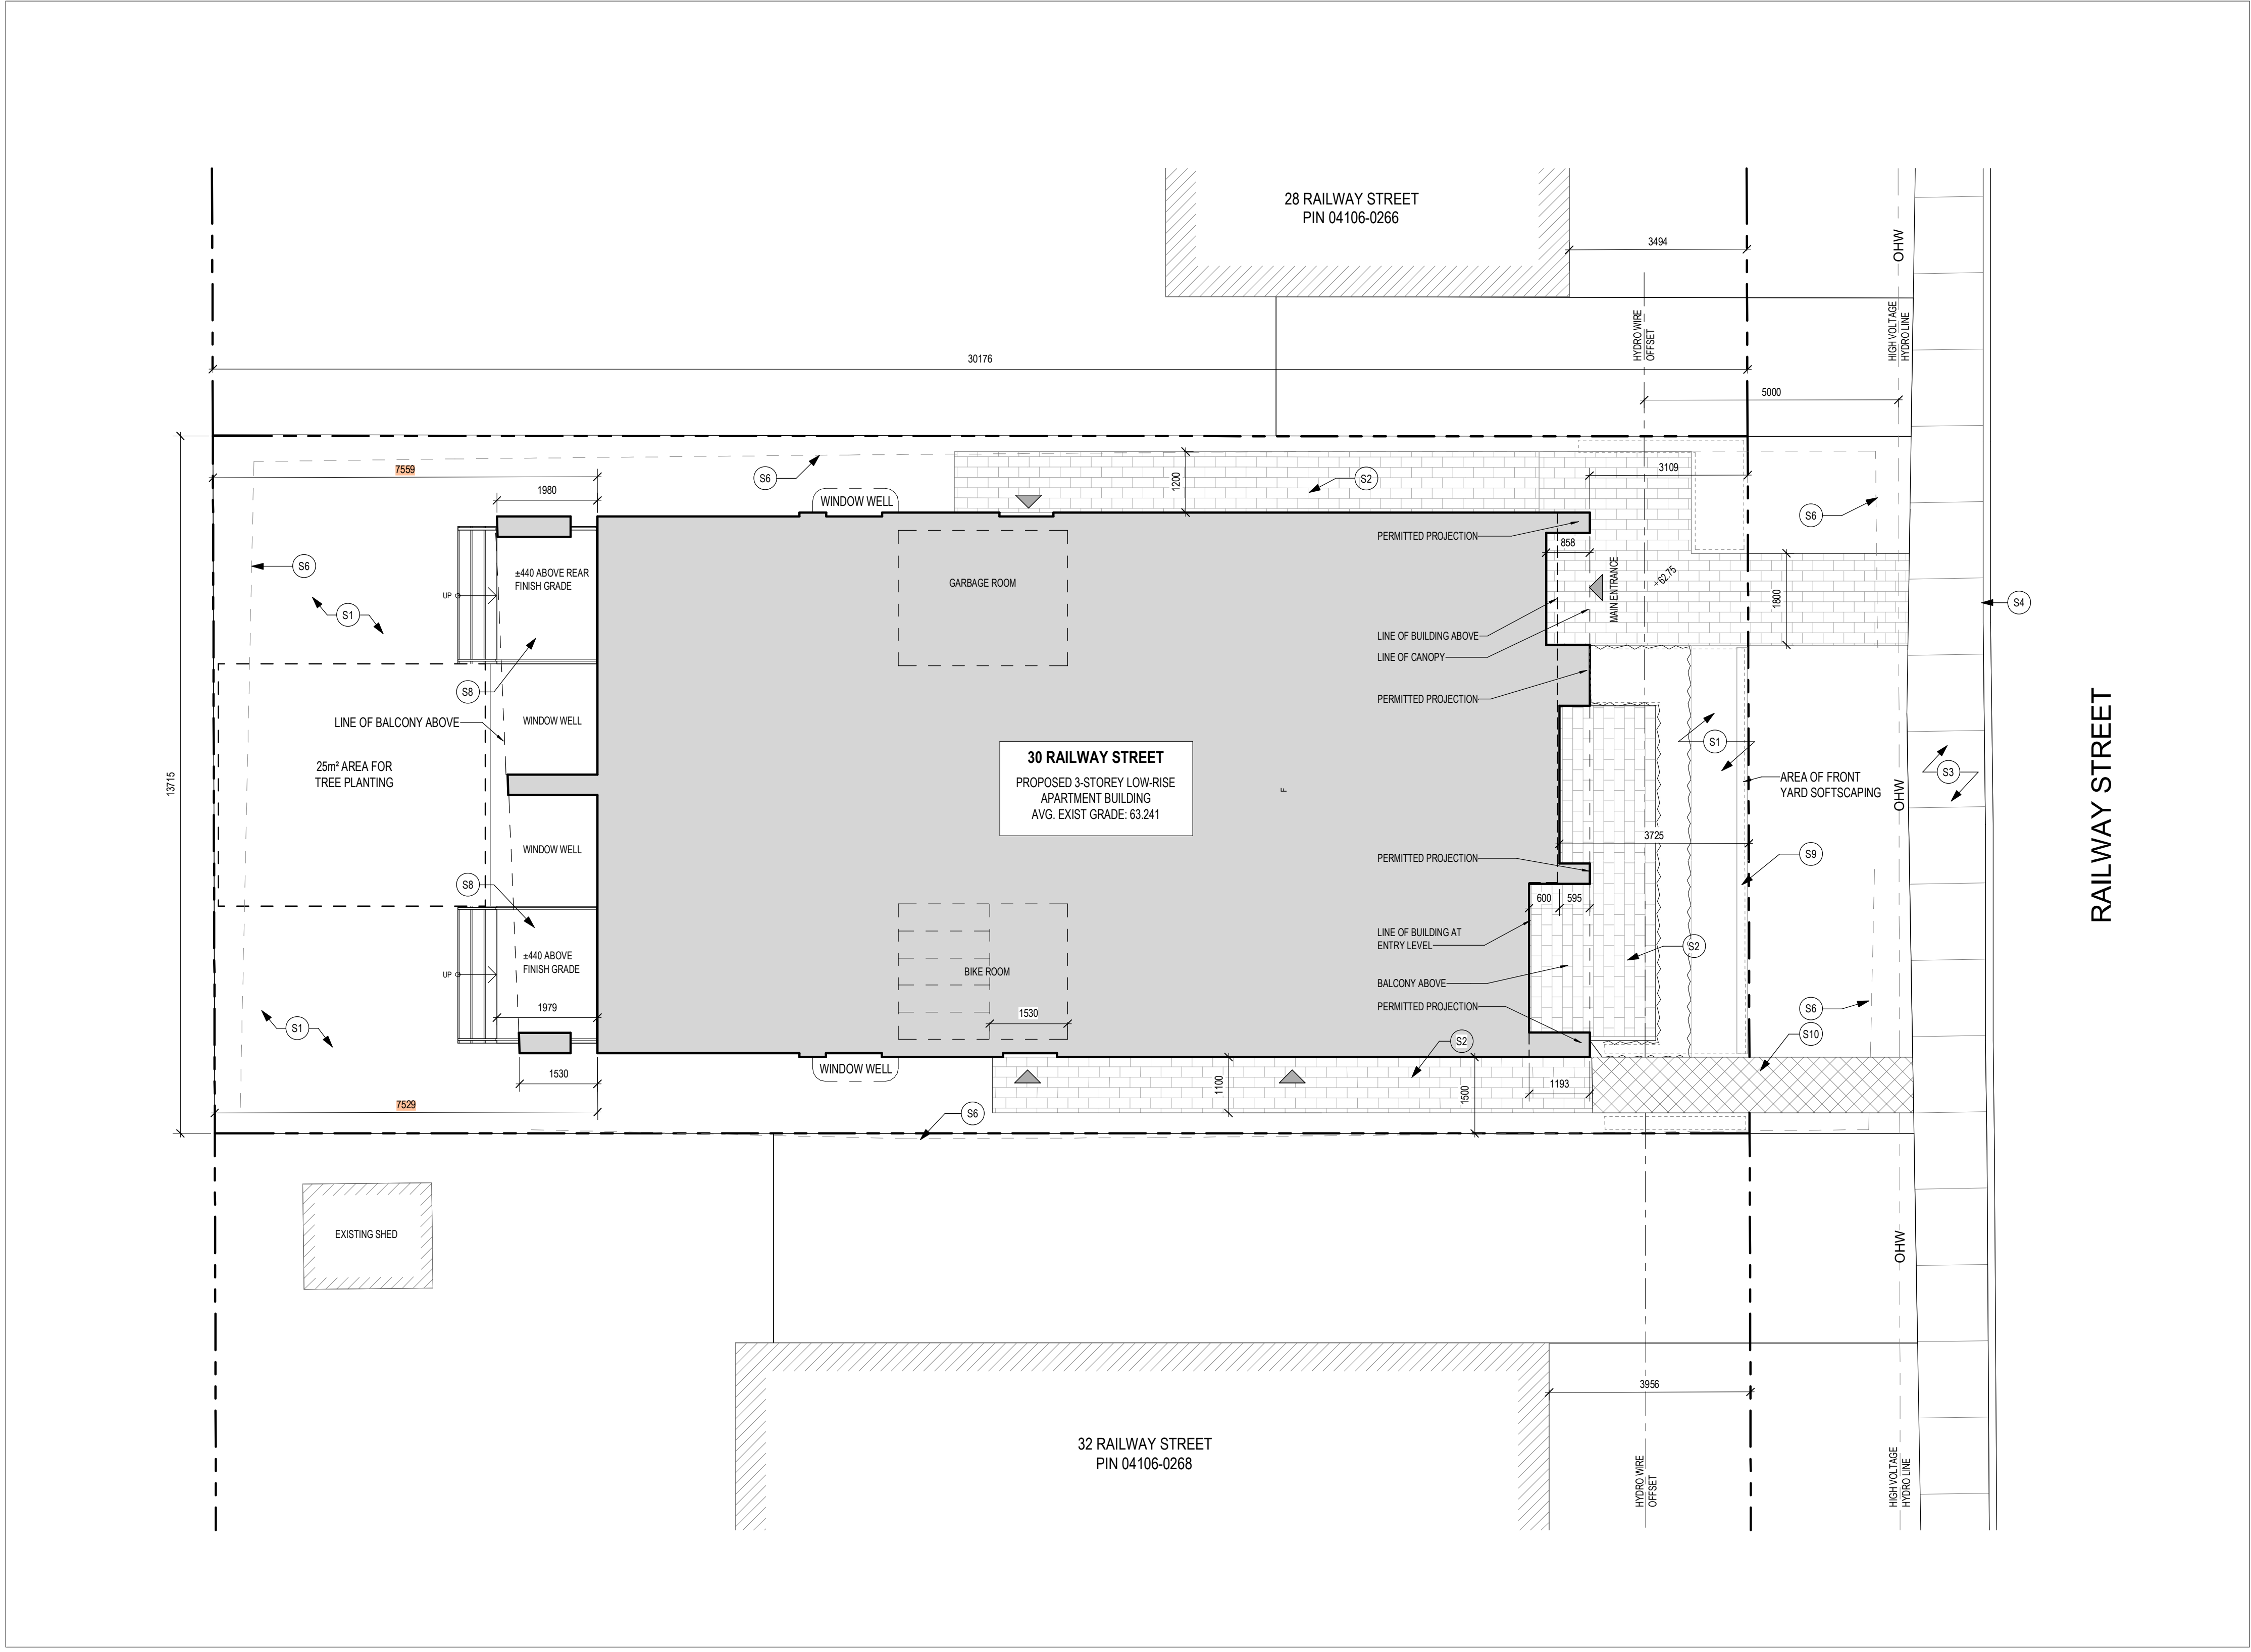 28 RAILWAY STREET
PIN 04106-0266
3494
OHW
HYDRO WIRE
OFFSET
HIGH VOLTAGE
HYDRO LINE
30176
5000
7559
1980
S6
WINDOW WELL
1200
S2
3109
S6
PERMITTED PROJECTION
858
S6
±440 ABOVE REAR
FINISH GRADE
UP
GARBAGE ROOM
MAIN ENTRANCE
+62.75
1800
S4
S1
LINE OF BUILDING ABOVE
LINE OF CANOPY
S8
PERMITTED PROJECTION
LINE OF BALCONY ABOVE
WINDOW WELL
S1
25m² AREA FOR
TREE PLANTING
30 RAILWAY STREET
PROPOSED 3-STOREY LOW-RISE
APARTMENT BUILDING
AVG. EXIST GRADE: 63.241
F
AREA OF FRONT
YARD SOFTSCAPING
OHW
S3
RAILWAY STREET
13715
3725
WINDOW WELL
PERMITTED PROJECTION
S9
S8
600
595
LINE OF BUILDING AT
ENTRY LEVEL
S2
±440 ABOVE
FINISH GRADE
UP
BIKE ROOM
BALCONY ABOVE
1979
1530
PERMITTED PROJECTION
S6
S1
S2
S10
WINDOW WELL
1530
1100
1500
1193
7529
S6
EXISTING SHED
OHW
3956
32 RAILWAY STREET
PIN 04106-0268
HYDRO WIRE
OFFSET
HIGH VOLTAGE
HYDRO LINE